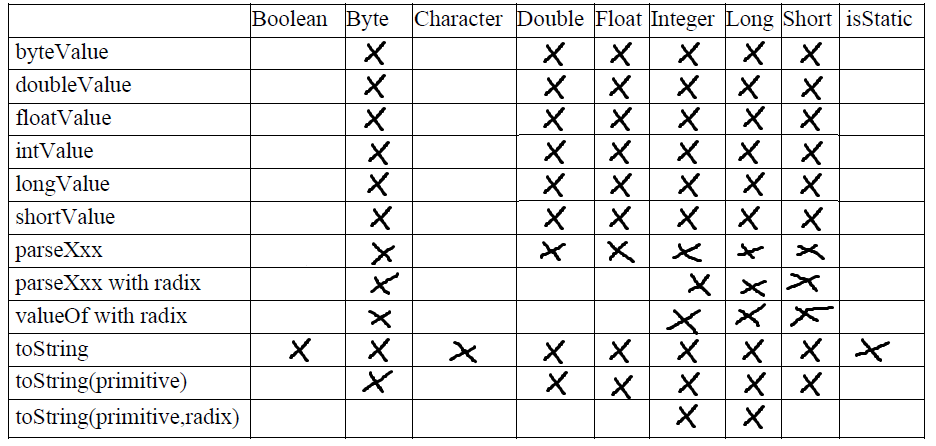 Boolean Byte Character Double Float Integer Long Short isStatic
byteValue X X X X X X
doubleValue X X X X X X
floatValue X X X X X X
intValue X X X X X X
longValue X X X X X X
shortValue X X X X X X
parseXxx X X X X X X
parseXxx with radix X X X X
valueOf with radix X X X X
toString X X X X X X X X X
toString(primitive) X X X X X X
toString(primitive,radix) X X